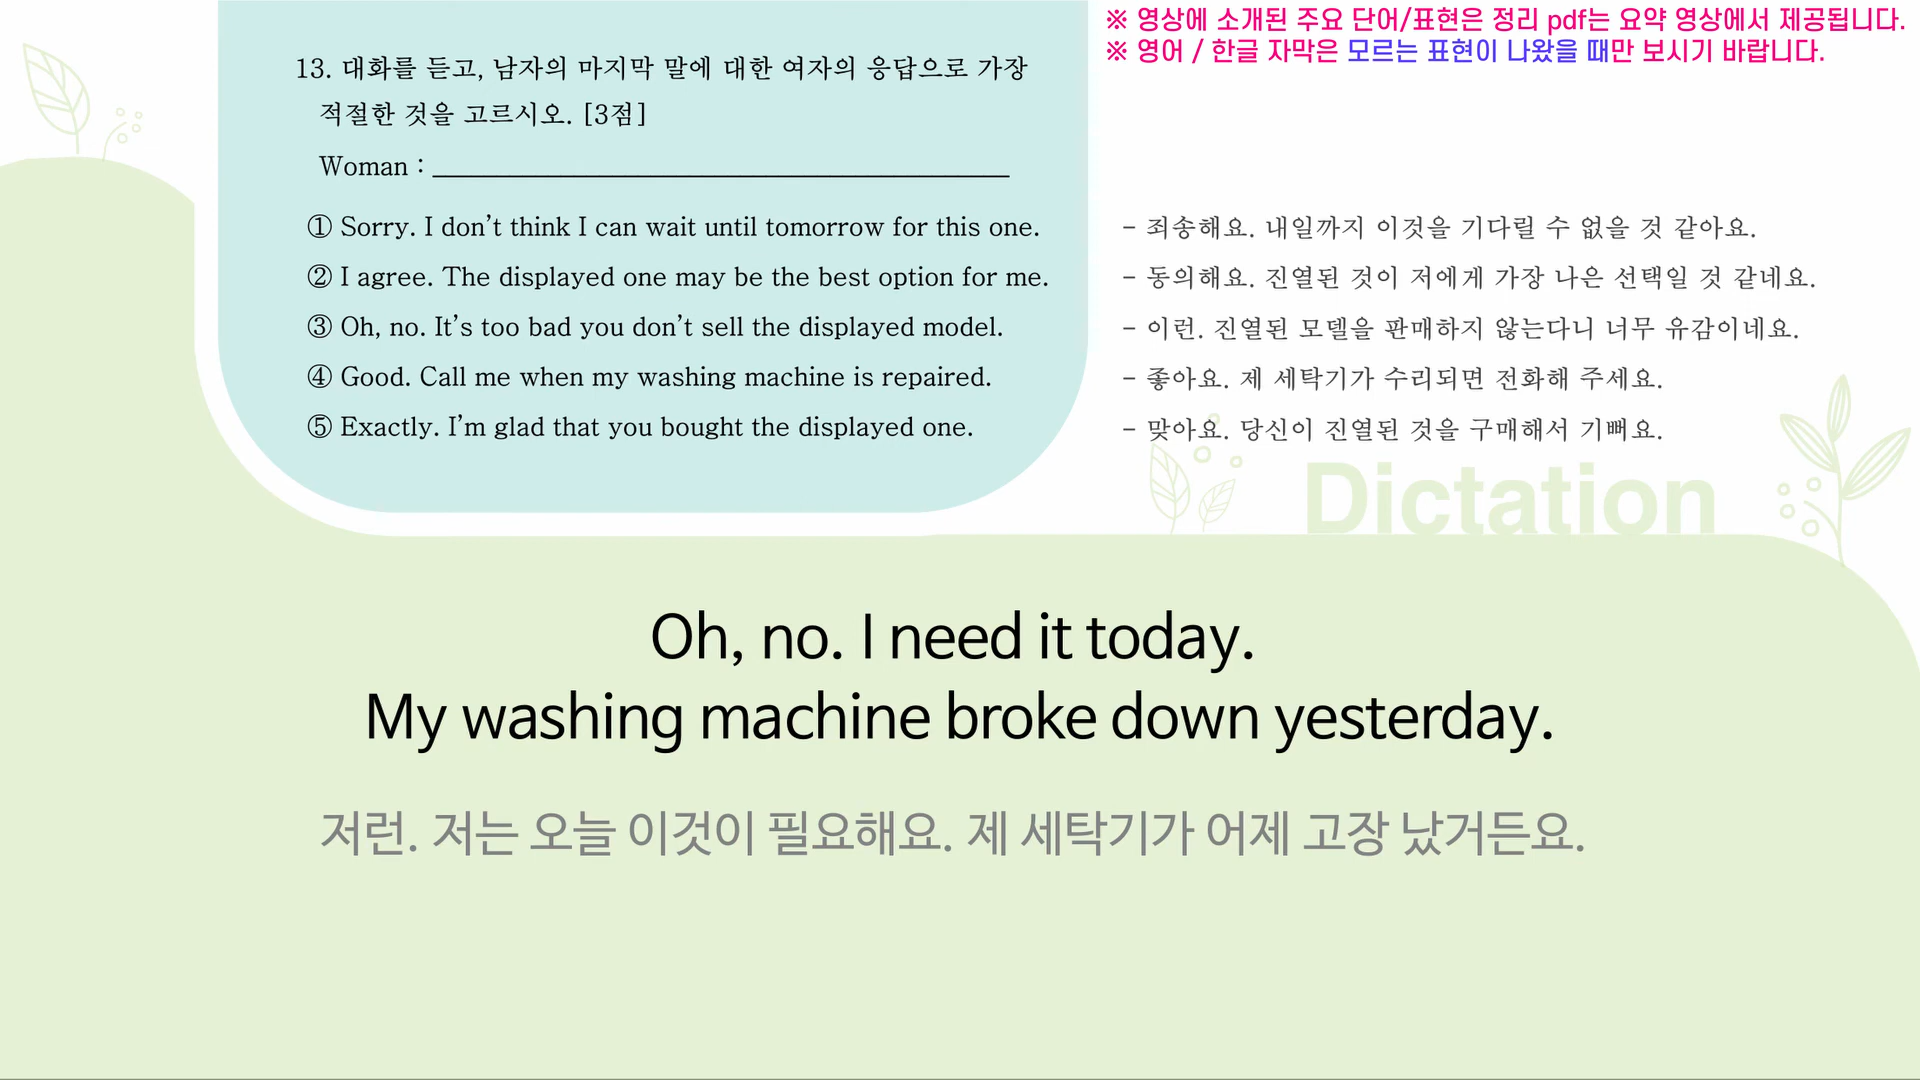 ※ 영상에 소개된 주요 단어/표현은 정리 pdf는 요약 영상에서 제공됩니다.
※ 영어 / 한글 자막은 모르는 표현이 나왔을 때만 보시기 바랍니다.
13. 대화를 듣고, 남자의 마지막 말에 대한 여자의 응답으로 가장
적절한 것을 고르시오. [3점]
Woman : ______________________________
① Sorry. I don't think I can wait until tomorrow for this one.
- 죄송해요. 내일까지 이것을 기다릴 수 없을 것 같아요.
② I agree. The displayed one may be the best option for me.
- 동의해요. 진열된 것이 저에게 가장 나은 선택일 것 같네요.
③ Oh, no. It's too bad you don't sell the displayed model.
- 이런. 진열된 모델을 판매하지 않는다니 너무 유감이네요.
④ Good. Call me when my washing machine is repaired.
- 좋아요. 제 세탁기가 수리되면 전화해 주세요.
⑤ Exactly. I'm glad that you bought the displayed one.
- 맞아요. 당신이 진열된 것을 구매해서 기뻐요.
Dictation
Oh, no. I need it today.
My washing machine broke down yesterday.
저런. 저는 오늘 이것이 필요해요. 제 세탁기가 어제 고장 났거든요.